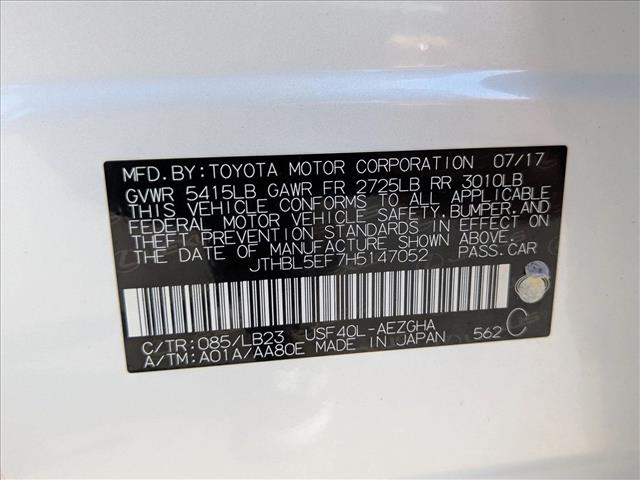 MFD.BY:TOYOTA MOTOR CORPORATION 07/17
GVWR 5415LB GAWR FR 2725LB RR 3010LB
THIS VEHICLE CONFORMS TO ALL APPLICABLE
FEDERAL MOTOR VEHICLE SAFETY,BUMPER,AND
THEFT PREVENTION STANDARDS IN EFFECT ON
THE DATE OF MANUFACTURE SHOWN ABOVE.
JTHBL5EF7H5147052 PASS.CAR
C/TR:085/LB23 USF40L-AEZGHA
A/TM:A01A/AA80E MADE IN JAPAN 562 C